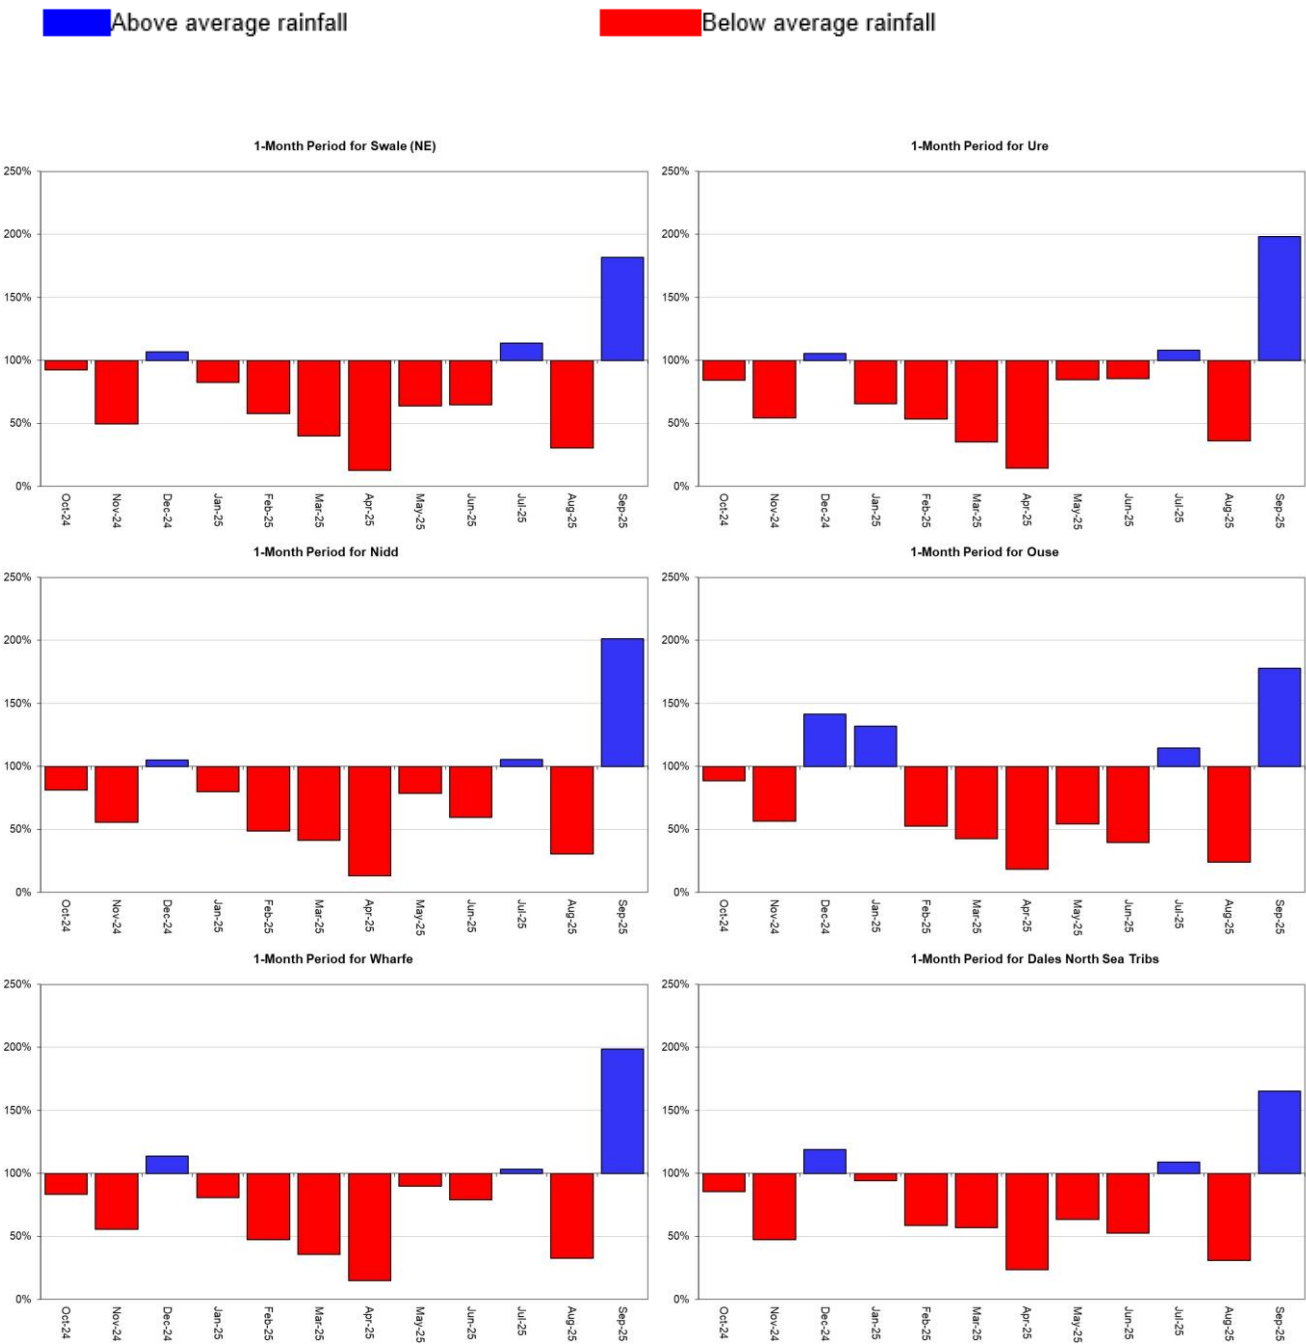 Above average rainfall
Below average rainfall
1-Month Period for Swale (NE)
250%
200%
150%
100%
50%
0%
Oct-24
Nov-24
Dec-24
Jan-25
Feb-25
Mar-25
Apr-25
May-25
Jun-25
Jul-25
Aug-25
Sep-25
1-Month Period for Ure
250%
200%
150%
100%
50%
0%
Oct-24
Nov-24
Dec-24
Jan-25
Feb-25
Mar-25
Apr-25
May-25
Jun-25
Jul-25
Aug-25
Sep-25
1-Month Period for Nidd
250%
200%
150%
100%
50%
0%
Oct-24
Nov-24
Dec-24
Jan-25
Feb-25
Mar-25
Apr-25
May-25
Jun-25
Jul-25
Aug-25
Sep-25
1-Month Period for Ouse
250%
200%
150%
100%
50%
0%
Oct-24
Nov-24
Dec-24
Jan-25
Feb-25
Mar-25
Apr-25
May-25
Jun-25
Jul-25
Aug-25
Sep-25
1-Month Period for Wharfe
250%
200%
150%
100%
50%
0%
Oct-24
Nov-24
Dec-24
Jan-25
Feb-25
Mar-25
Apr-25
May-25
Jun-25
Jul-25
Aug-25
Sep-25
1-Month Period for Dales North Sea Tribs
250%
200%
150%
100%
50%
0%
Oct-24
Nov-24
Dec-24
Jan-25
Feb-25
Mar-25
Apr-25
May-25
Jun-25
Jul-25
Aug-25
Sep-25